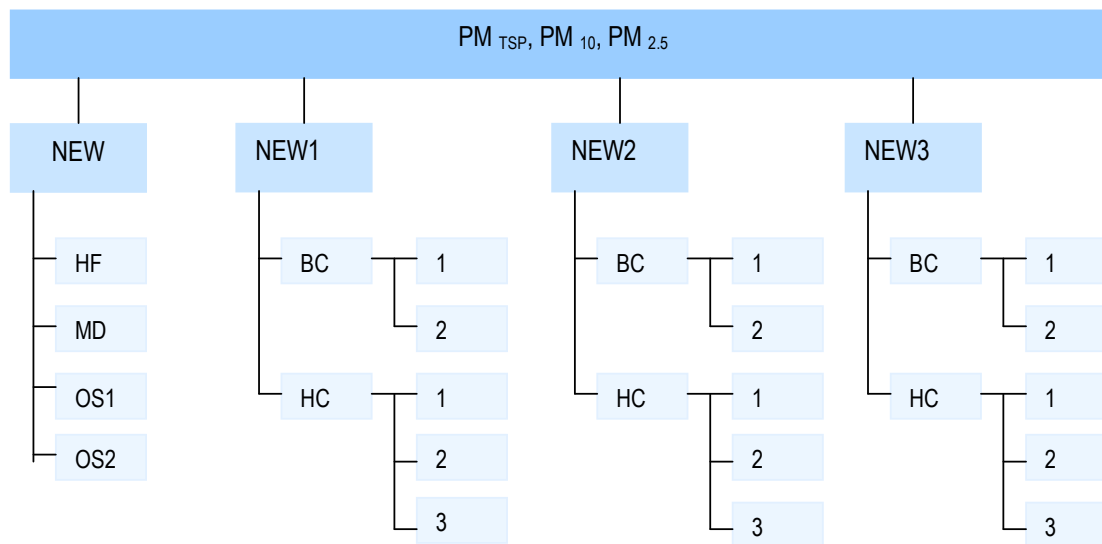 PM TSP, PM 10, PM 2.5
NEW NEW1 NEW2 NEW3
HF BC 1 BC 1 BC 1
MD 2 2 2
OS1 HC 1 HC 1 HC 1
OS2 2 2 2
3 3 3